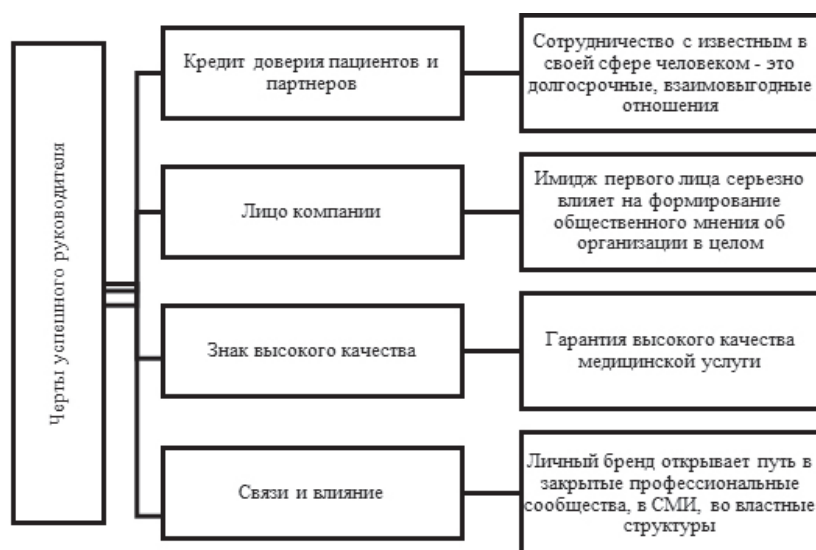 Черты успешного руководителя
Кредит доверия пациентов и
партнеров
Сотрудничество с известным в
своей сфере человеком - это
долгосрочные, взаимовыгодные
отношения
Лицо компании
Имидж первого лица серьезно
влияет на формирование
общественного мнения об
организации в целом
Знак высокого качества
Гарантия высокого качества
медицинской услуги
Связи и влияние
Личный бренд открывает путь в
закрытые профессиональные
сообщества, в СМИ, во властные
структуры